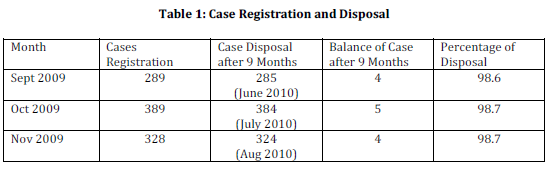 Table 1: Case Registration and Disposal
Month Cases Registration Case Disposal after 9 Months Balance of Case after 9 Months Percentage of Disposal
Sept 2009 289 285 (June 2010) 4 98.6
Oct 2009 389 384 (July 2010) 5 98.7
Nov 2009 328 324 (Aug 2010) 4 98.7